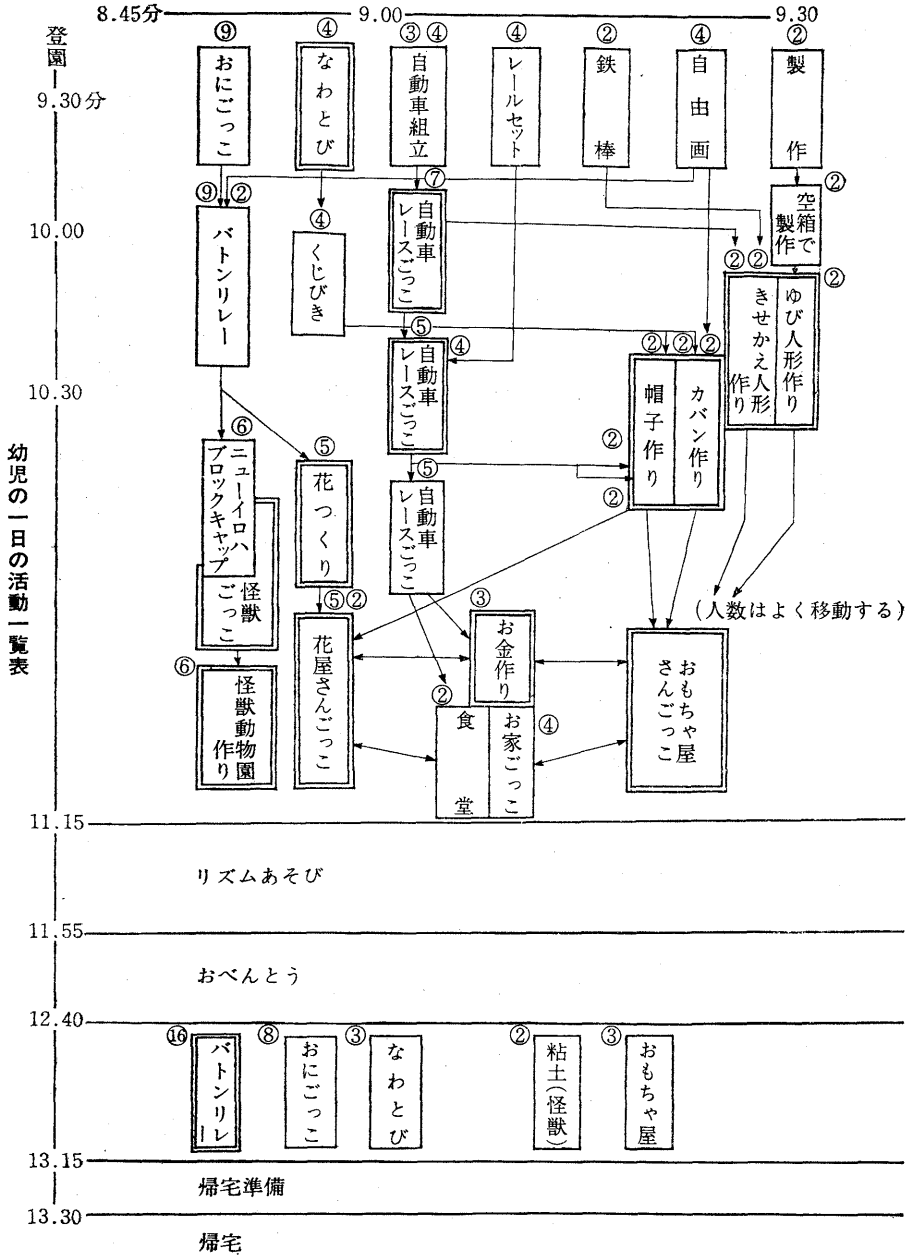 8.45分
9.00
9.30
登園
9.30分
10.00
10.30
11.15
11.55
12.40
13.15
13.30
幼児の一日の活動一覧表
⑨
おにごっこ
④
なわとび
③ ④
自動車組立
④
レールセット
②
鉄棒
④
自由画
②
製作
⑨ ②
バトンリレー
④
くじびき
⑦
自動車
レースごっこ
②
空箱で
製作
⑤
④
自動車
レースごっこ
② ② ②
②
②
帽子作り
カバン作り
② ②
②
きせかえ人形
作り
ゆび人形作り
⑥
ニューイロハ
ブロックキャップ
怪獣
ごっこ
⑤
花つくり
⑤
自動車
レースごっこ
(人数はよく移動する)
⑥
怪獣動物園
作り
⑤ ②
花屋さんごっこ
③
お金作り
②
食堂
④
お家ごっこ
おもちゃ屋
さんごっこ
リズムあそび
おべんとう
⑯
バトンリレー
⑧
おにごっこ
③
なわとび
②
粘土(怪獣)
③
おもちゃ屋
帰宅準備
帰宅